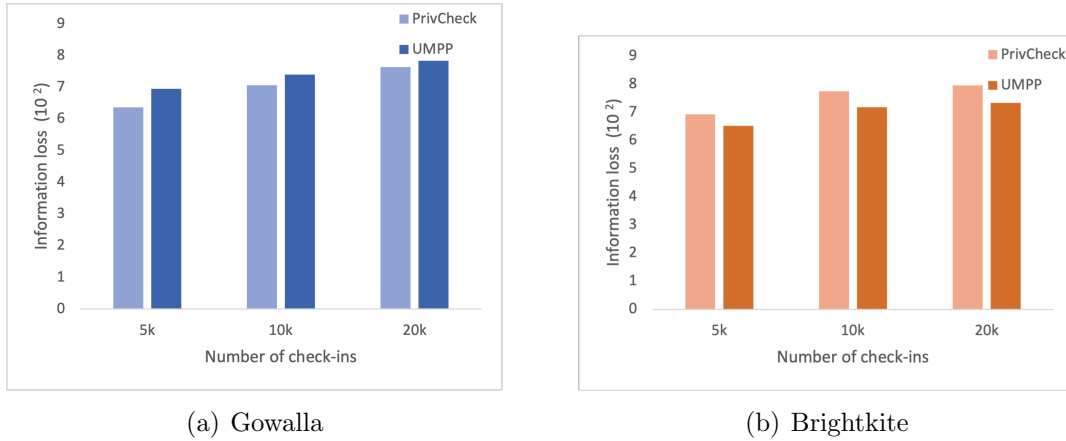 PrivCheck
UMPP
9
8
7
6
5
4
3
2
1
0
Information loss (10 ²)
5k
10k
20k
Number of check-ins
(a) Gowalla
PrivCheck
UMPP
9
8
7
6
5
4
3
2
1
0
Information loss (10 ²)
5k
10k
20k
Number of check-ins
(b) Brightkite